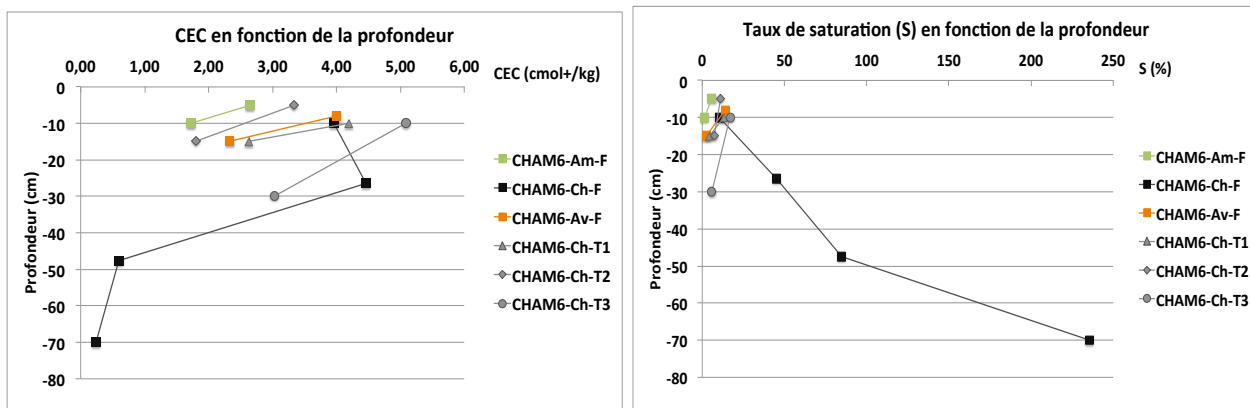 CEC en fonction de la profondeur
0,00 1,00 2,00 3,00 4,00 5,00 6,00
CEC (cmol+/kg)
0
-10
-20
-30
-40
-50
-60
-70
-80
Profondeur (cm)
CHAM6-Am-F
CHAM6-Ch-F
CHAM6-Av-F
CHAM6-Ch-T1
CHAM6-Ch-T2
CHAM6-Ch-T3
Taux de saturation (S) en fonction de la profondeur
0 50 100 150 200 250
S (%)
0
-10
-20
-30
-40
-50
-60
-70
-80
Profondeur (cm)
CHAM6-Am-F
CHAM6-Ch-F
CHAM6-Av-F
CHAM6-Ch-T1
CHAM6-Ch-T2
CHAM6-Ch-T3